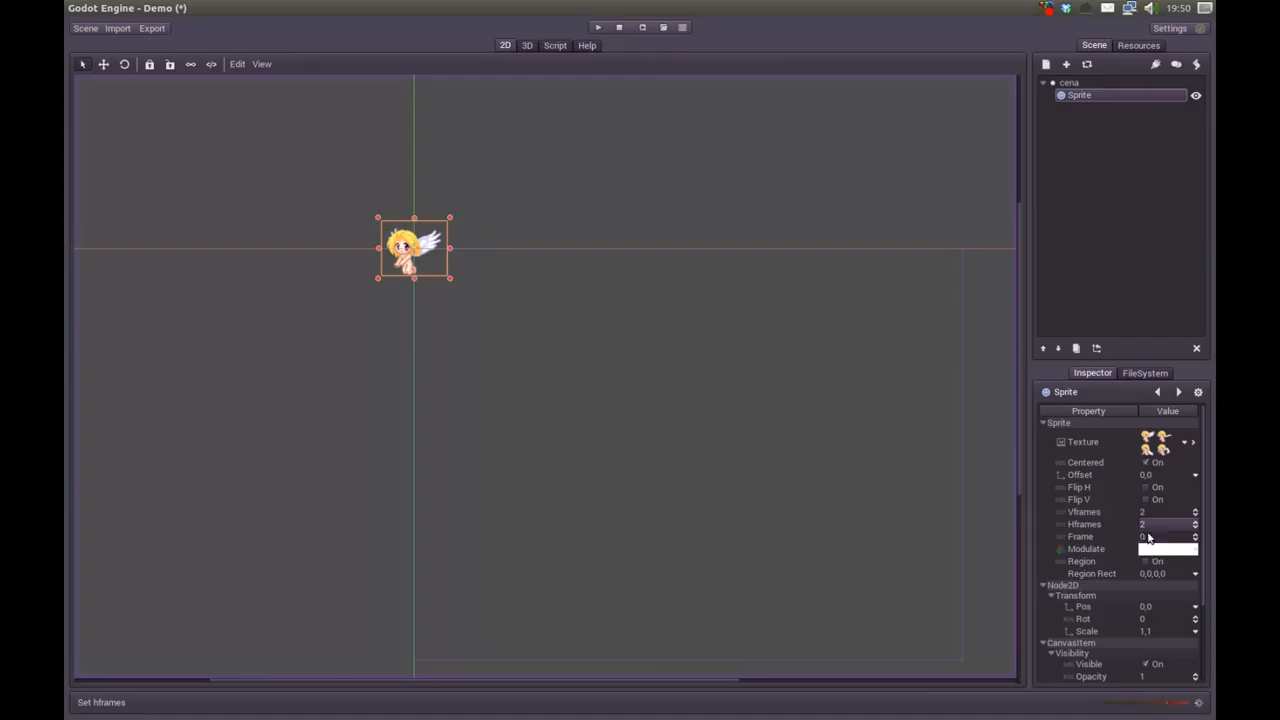 Godot Engine - Demo (*)
19:50
Scene Import Export
Settings
2D 3D Script Help
Scene Resources
Edit View
cena
Sprite
Inspector FileSystem
Sprite
Property Value
Sprite
Texture
Centered On
Offset 0,0
Flip H On
Flip V On
Vframes 2
Hframes 2
Frame 0
Modulate
Region On
Region Rect 0,0,0,0
Node2D
Transform
Pos 0,0
Rot 0
Scale 1,1
CanvasItem
Visibility
Visible On
Opacity 1
Set hframes